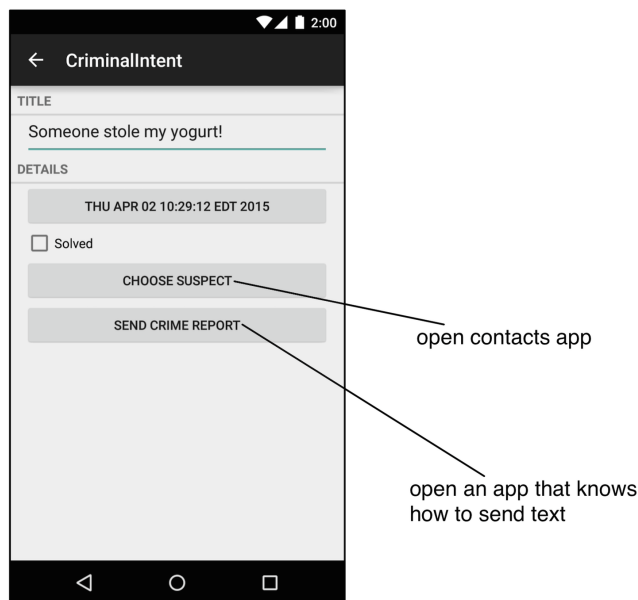 2:00
CriminalIntent
TITLE
Someone stole my yogurt!
DETAILS
THU APR 02 10:29:12 EDT 2015
Solved
CHOOSE SUSPECT
SEND CRIME REPORT
open contacts app
open an app that knows
how to send text